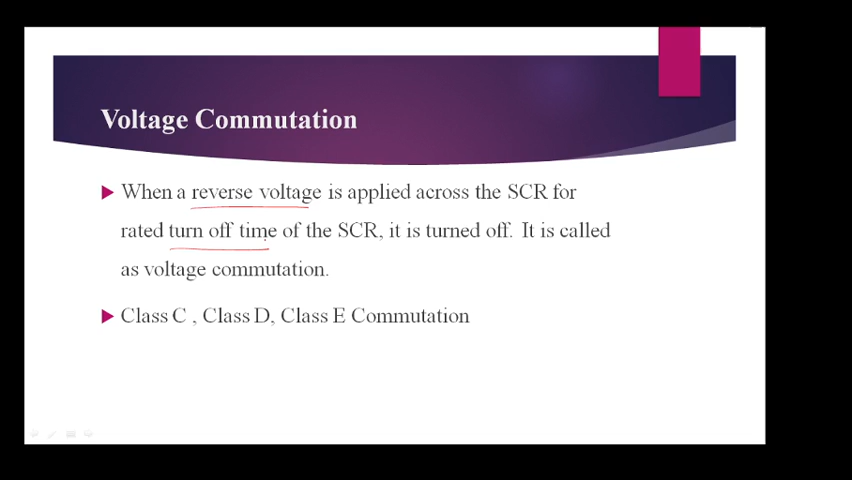 Voltage Commutation
When a reverse voltage is applied across the SCR for
rated turn off time of the SCR, it is turned off. It is called
as voltage commutation.
Class C , Class D, Class E Commutation